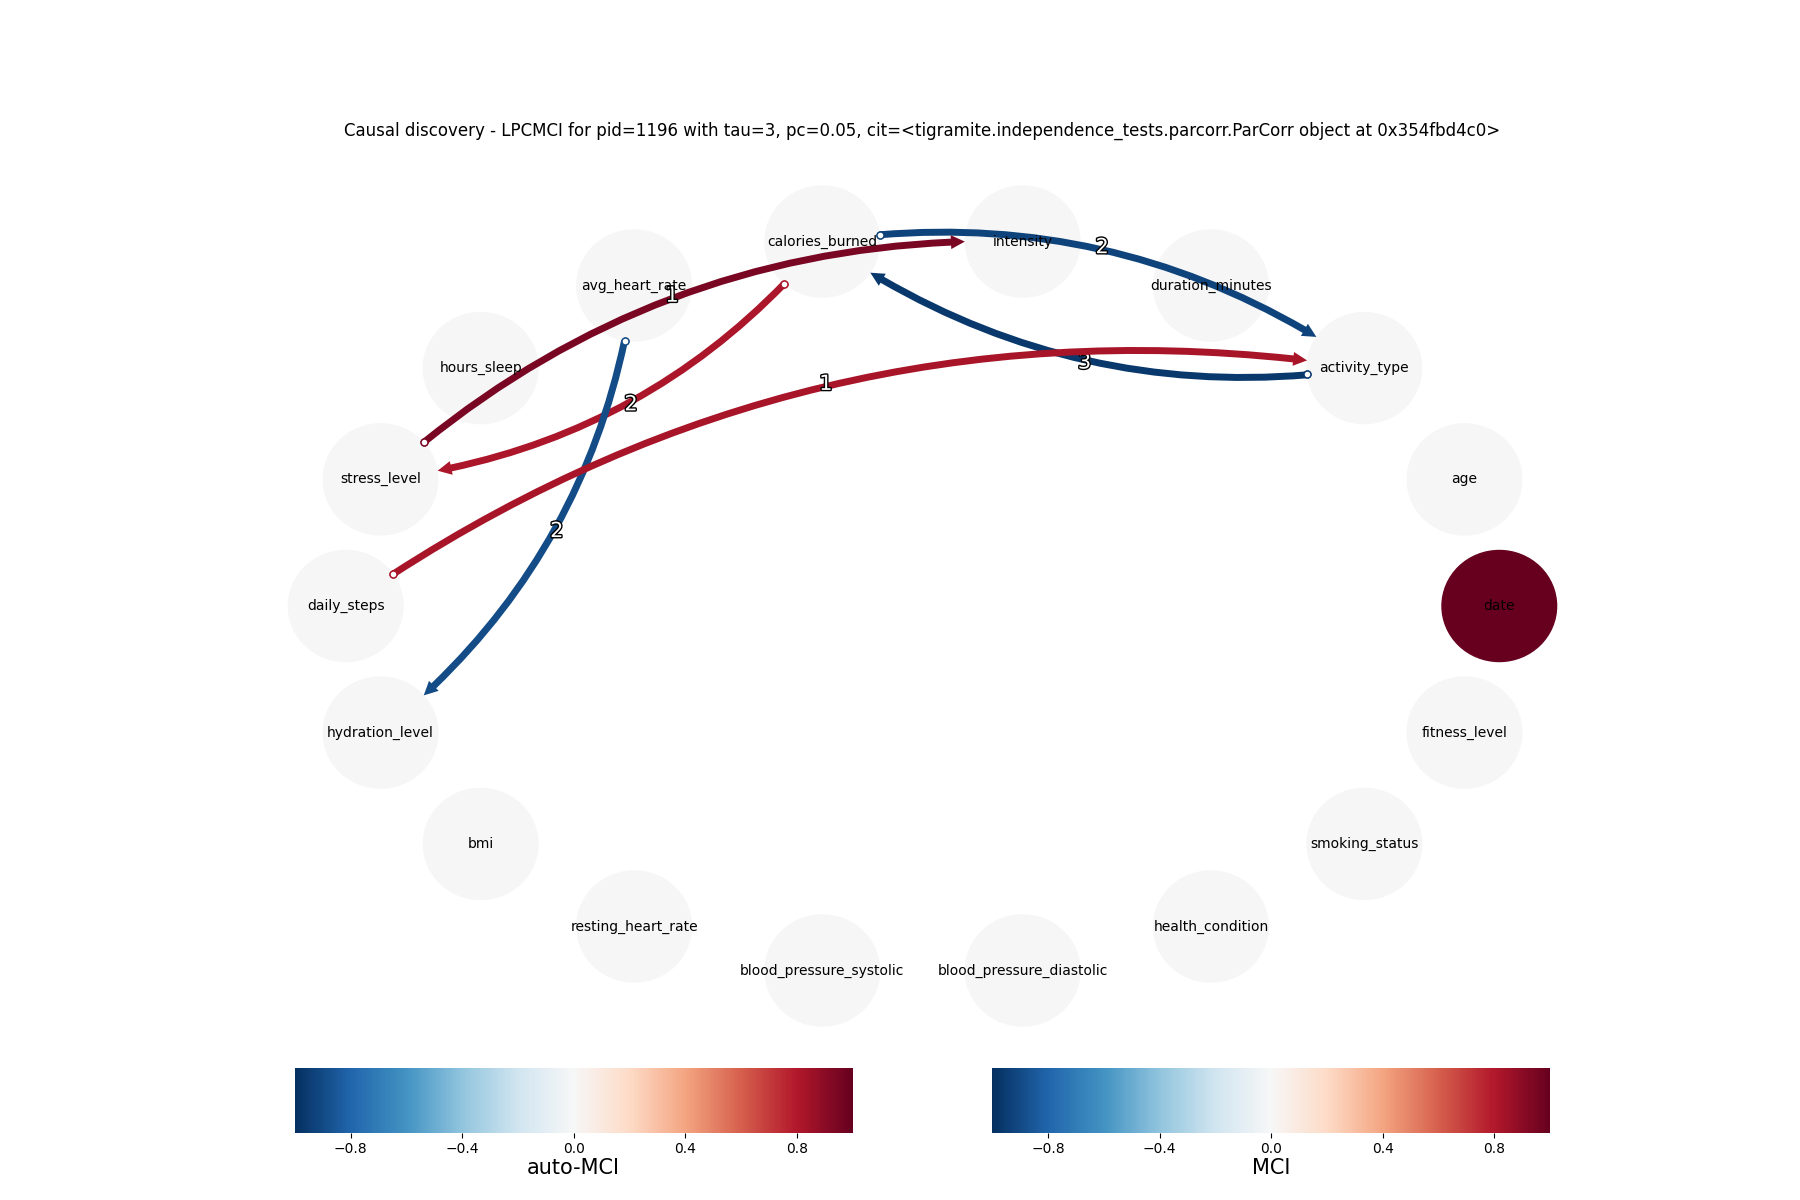 Causal discovery - LPCMCI for pid=1196 with tau=3, pc=0.05, cit=<tigramite.independence_tests.parcorr.ParCorr object at 0x354fbd4c0>
calories_burned
intensity
2
avg_heart_rate
1
duration_minutes
hours_sleep
2
1
3
activity_type
stress_level
age
2
daily_steps
date
hydration_level
fitness_level
bmi
smoking_status
resting_heart_rate
health_condition
blood_pressure_systolic
blood_pressure_diastolic
−0.8 −0.4 0.0 0.4 0.8
auto-MCI
−0.8 −0.4 0.0 0.4 0.8
MCI